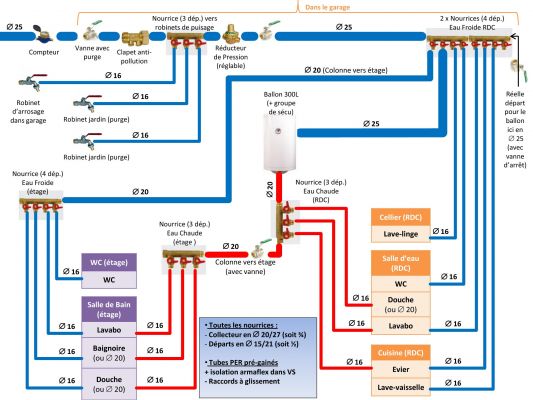 Dans le garage
Ø 25
Compteur
Vanne avec
purge
Clapet anti-
pollution
Nourrice (3 dép.) vers
robinets de puisage
Réducteur
de Pression
(réglable)
Ø 25
2 x Nourrices (4 dép.)
Eau Froide RDC
Ø 16
Robinet
d'arrosage
dans garage
Ø 16
Robinet jardin (purge)
Ø 16
Robinet jardin (purge)
Ø 20 (Colonne vers étage)
Ballon 300L
(+ groupe
de sécu)
Ø 25
Réelle
départ
pour le
ballon
ici en
Ø 25
(avec
vanne
d'arrêt)
Nourrice (4 dép.)
Eau Froide
(étage)
Ø 20
Ø 20
Nourrice (3 dép.)
Eau Chaude
(RDC)
Nourrice (3 dép.)
Eau Chaude
(étage )
Ø 20
Colonne vers étage
(avec vanne)
Ø 16
WC (étage)
WC
Salle de Bain
(étage)
Ø 16
Lavabo
Ø 16
Ø 16
Baignoire
(ou Ø 20)
Ø 16
Ø 16
Douche
(ou Ø 20)
Ø 16
• Toutes les nourrices :
- Collecteur en Ø 20/27 (soit ¾)
- Départs en Ø 15/21 (soit ½)
• Tubes PER pré-gainés
+ isolation armaflex dans VS
- Raccords à glissement
Cellier (RDC)
Lave-linge
Ø 16
Salle d'eau
(RDC)
WC
Ø 16
Ø 16
Douche
(ou Ø 20)
Ø 16
Ø 16
Lavabo
Ø 16
Cuisine (RDC)
Ø 16
Evier
Ø 16
Lave-vaisselle
Ø 16